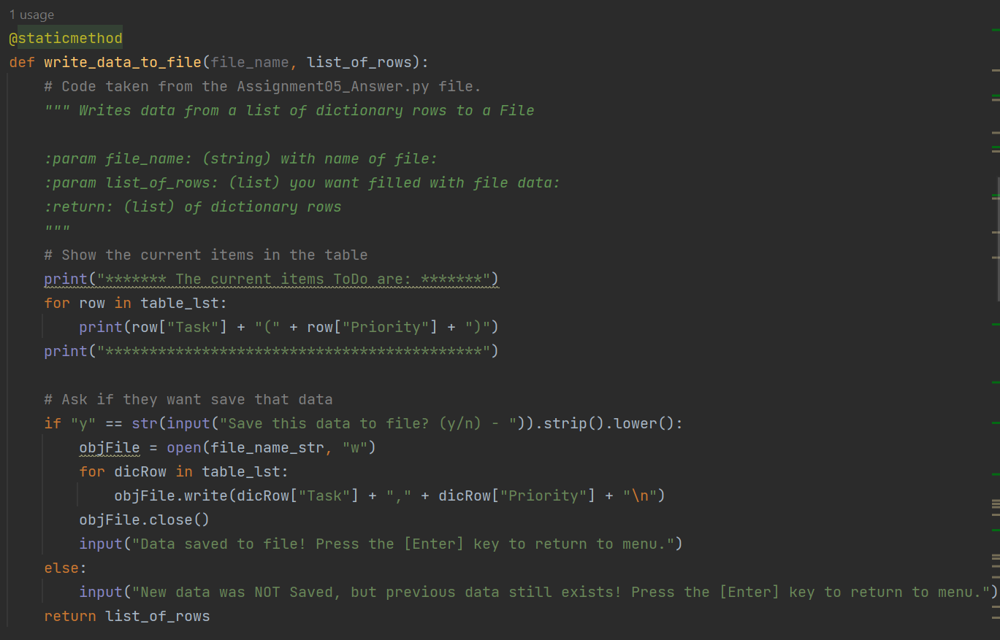 1 usage
@staticmethod
def write_data_to_file(file_name, list_of_rows):
    # Code taken from the Assignment05_Answer.py file.
    """ Writes data from a list of dictionary rows to a File

    :param file_name: (string) with name of file:
    :param list_of_rows: (list) you want filled with file data:
    :return: (list) of dictionary rows
    """
    # Show the current items in the table
    print("******* The current items ToDo are: *******")
    for row in table_lst:
        print(row["Task"] + "(" + row["Priority"] + ")")
    print("*******************************************")

    # Ask if they want save that data
    if "y" == str(input("Save this data to file? (y/n) - ")).strip().lower():
        objFile = open(file_name_str, "w")
        for dicRow in table_lst:
            objFile.write(dicRow["Task"] + "," + dicRow["Priority"] + "\n")
        objFile.close()
        input("Data saved to file! Press the [Enter] key to return to menu.")
    else:
        input("New data was NOT Saved, but previous data still exists! Press the [Enter] key to return to menu.")
    return list_of_rows